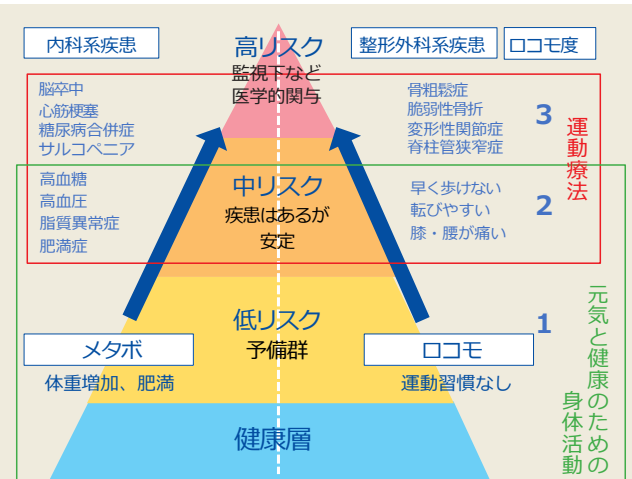 内科系疾患
高リスク
監視下など
医学的関与
整形外科系疾患
ロコモ度
脳卒中
心筋梗塞
糖尿病合併症
サルコペニア
骨粗鬆症
脆弱性骨折
変形性関節症
脊柱管狭窄症
3
運動療法
高血糖
高血圧
脂質異常症
肥満症
中リスク
疾患はあるが
安定
早く歩けない
転びやすい
膝・腰が痛い
2
低リスク
予備群
1
メタボ
体重増加、肥満
ロコモ
運動習慣なし
元気と健康のための
身体活動
健康層